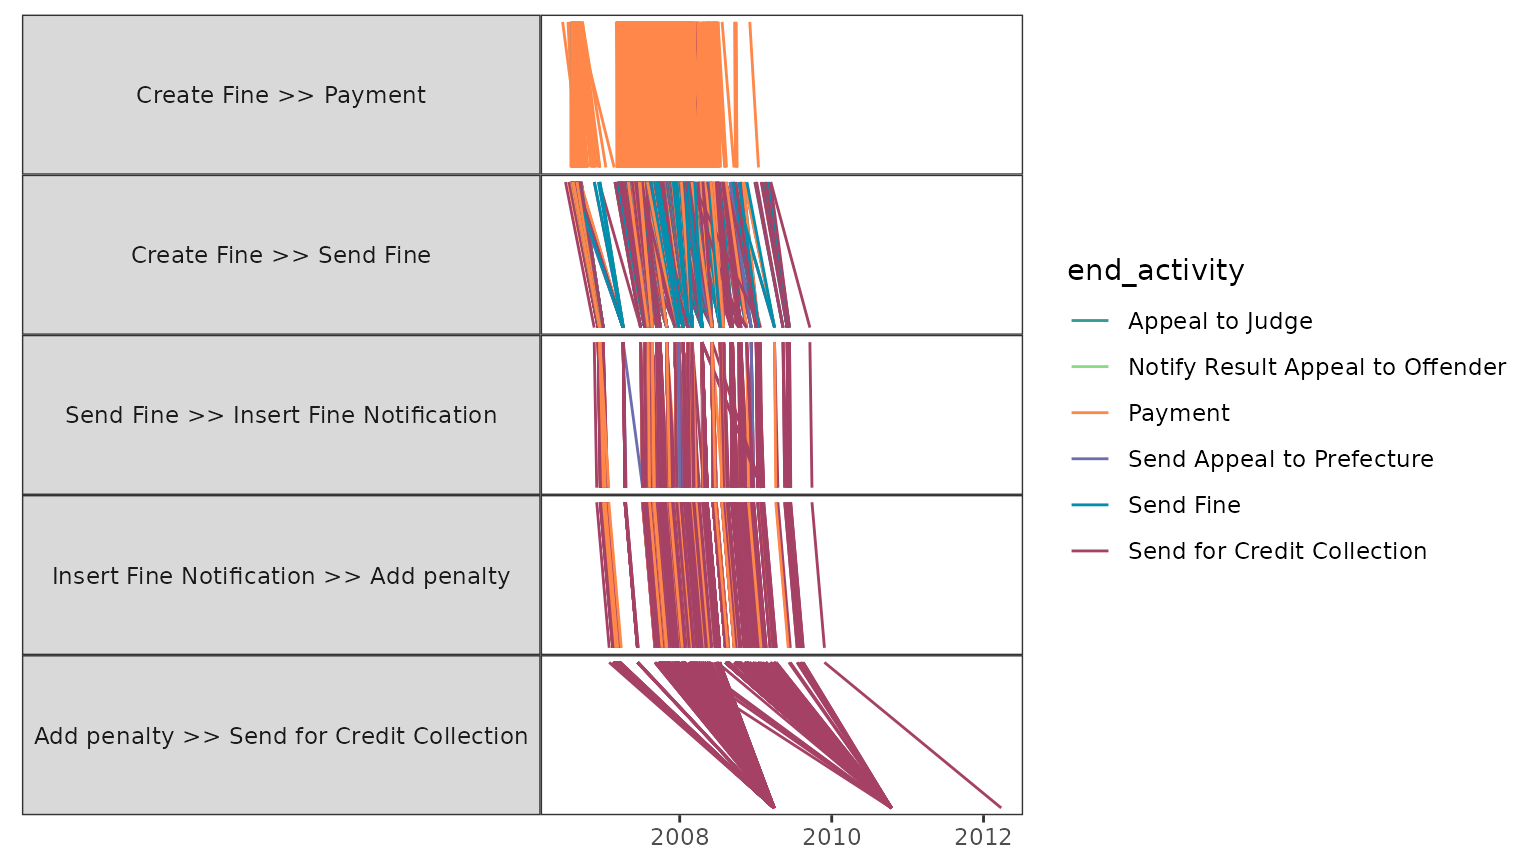 Create Fine >> Payment
Create Fine >> Send Fine
Send Fine >> Insert Fine Notification
Insert Fine Notification >> Add penalty
Add penalty >> Send for Credit Collection
2008 2010 2012
end_activity
Appeal to Judge
Notify Result Appeal to Offender
Payment
Send Appeal to Prefecture
Send Fine
Send for Credit Collection